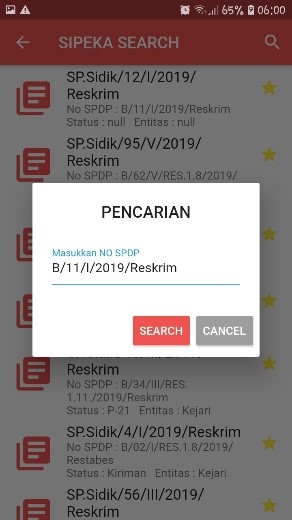 65% 06:00
SIPEKA SEARCH
SP.Sidik/12/I/2019/
Reskrim
No SPDP : B/11/I/2019/Reskrim
Status : null Entitas : null
SP.Sidik/95/V/2019/
Reskrim
No SPDP : B/62/V/RES.1.8/2019/
PENCARIAN
Masukkan NO SPDP
B/11/I/2019/Reskrim
SEARCH CANCEL
Reskrim
No SPDP : B/34/III/RES.
1.11./2019/Reskrim
Status : P-21 Entitas : Kejari
SP.Sidik/4/I/2019/Reskrim
No SPDP : B/02/I/RES.1.8/2019/
Restabes
Status : Kiriman Entitas : Kejari
SP.Sidik/56/III/2019/
Reskrim